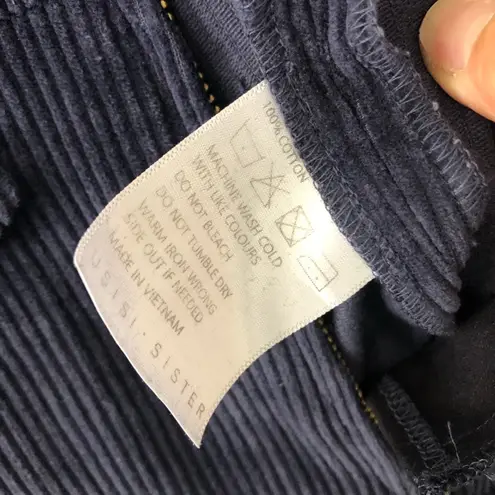 100% COTTON
MACHINE WASH COLD
WITH LIKE COLOURS
DO NOT BLEACH
DO NOT TUMBLE DRY
WARM IRON WRONG
SIDE OUT IF NEEDED
MADE IN VIETNAM
USISI · SISTER